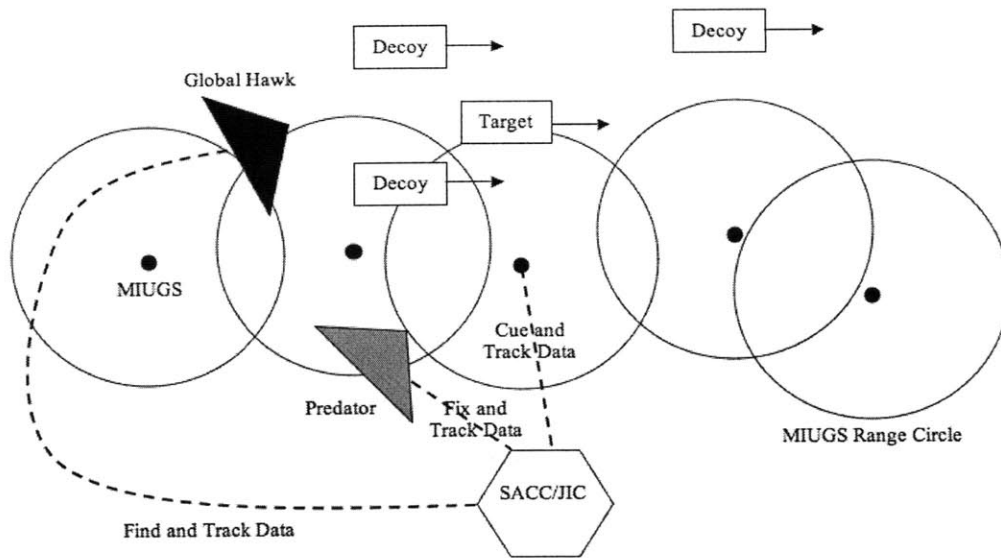 Decoy
Decoy
Global Hawk
Target
Decoy
MIUGS
Cue and
Track Data
Predator
Fix and
Track Data
MIUGS Range Circle
SACC/JIC
Find and Track Data